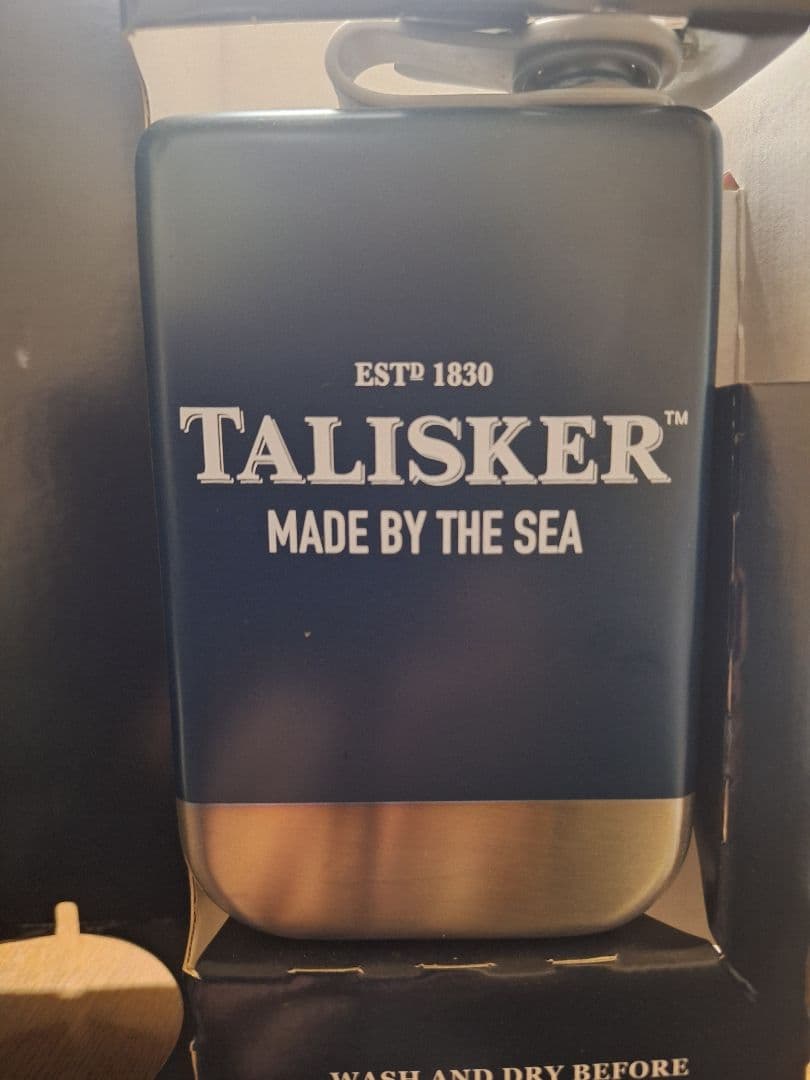 ESTᴰ 1830
TALISKER™
MADE BY THE SEA
WASH AND DRY BEFORE